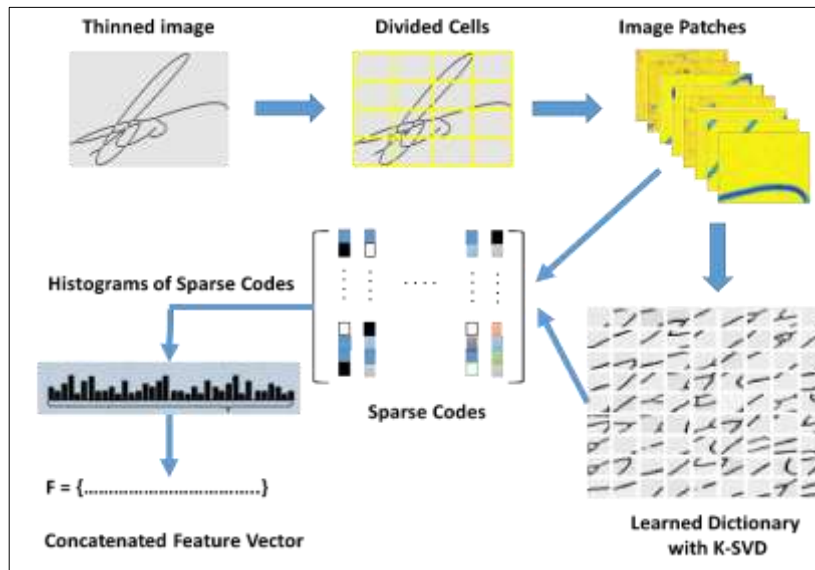 Thinned image
Divided Cells
Image Patches
Histograms of Sparse Codes
Sparse Codes
F = {......................................}
Concatenated Feature Vector
Learned Dictionary
with K-SVD